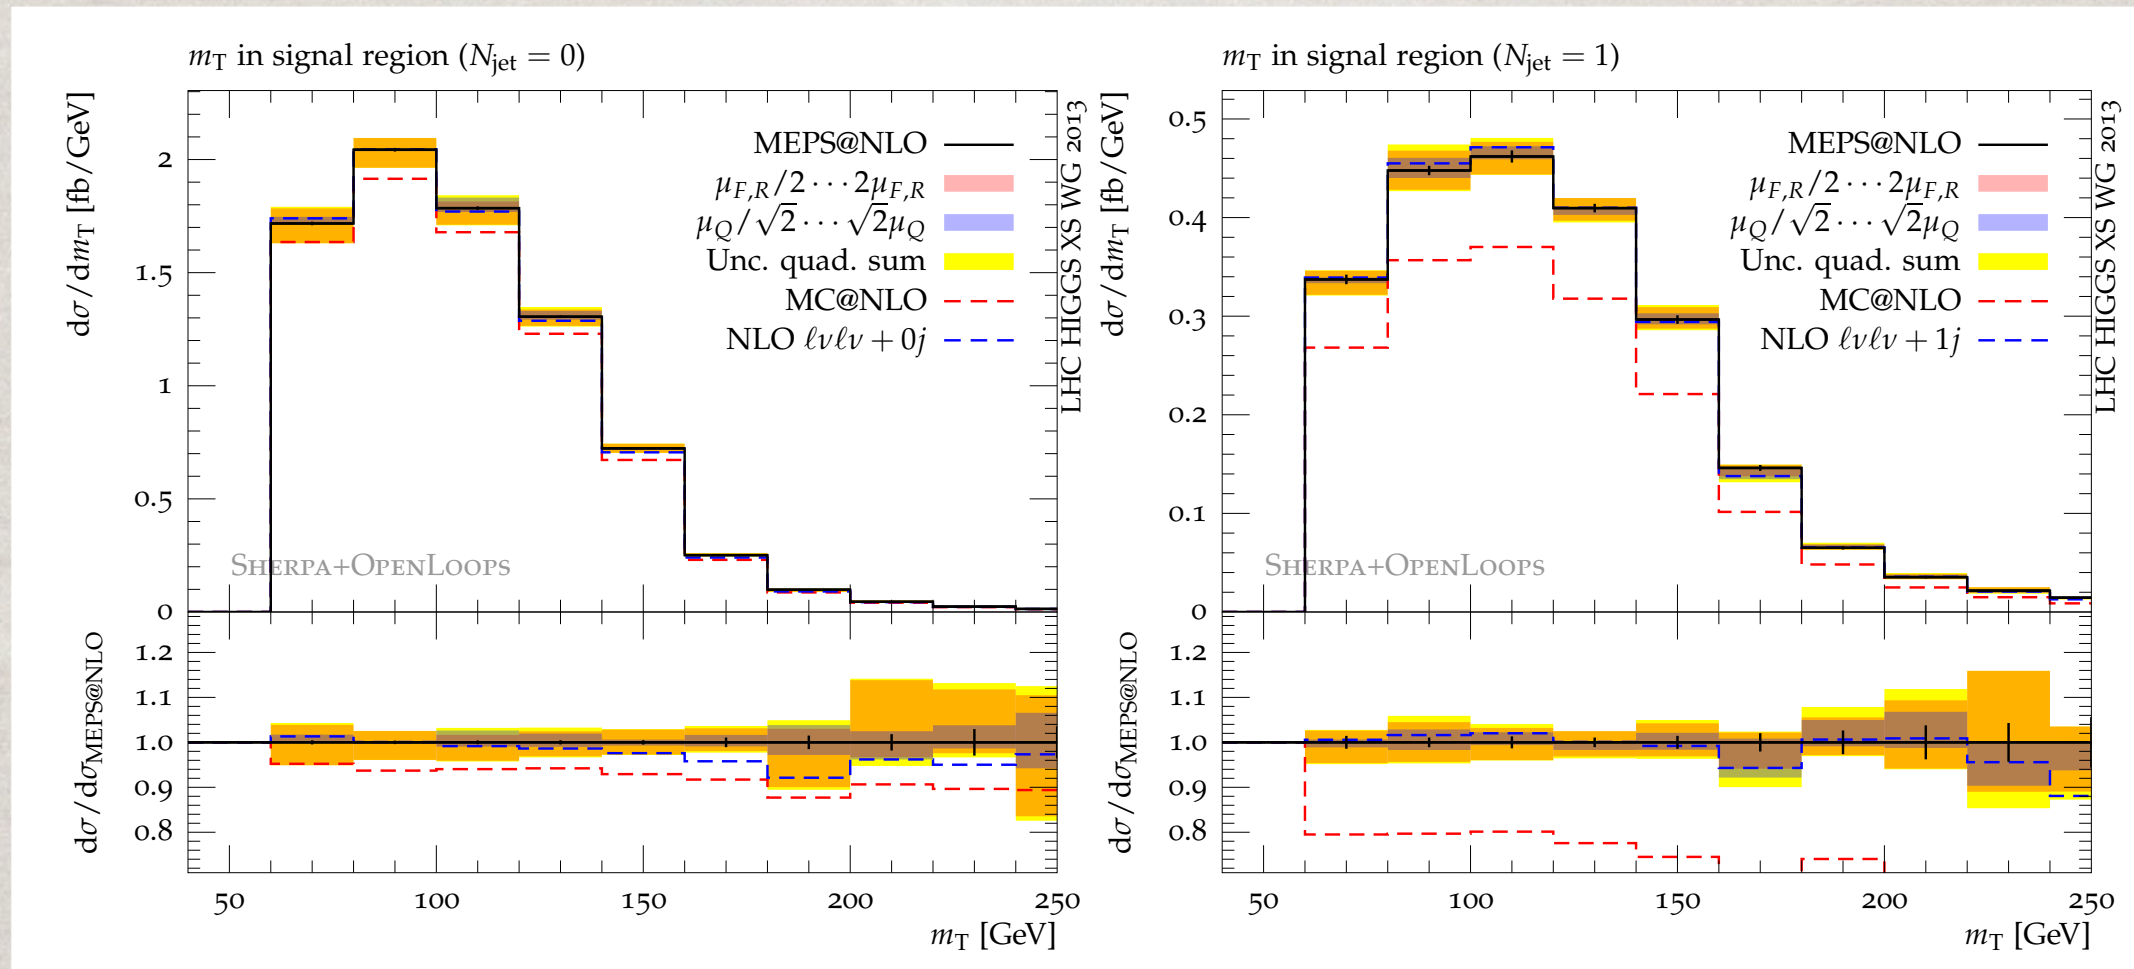 m_T in signal region (N_jet = 0)
dσ/dm_T [fb/GeV]
2
1.5
1
0.5
0
MEPS@NLO
μ_F,R/2 ⋯ 2μ_F,R
μ_Q/√2 ⋯ √2μ_Q
Unc. quad. sum
MC@NLO
NLO ℓνℓν + 0j
LHC HIGGS XS WG 2013
SHERPA+OPENLOOPS
dσ/dσ_MEPS@NLO
1.2
1.1
1.0
0.9
0.8
50 100 150 200 250
m_T [GeV]
m_T in signal region (N_jet = 1)
dσ/dm_T [fb/GeV]
0.5
0.4
0.3
0.2
0.1
0
MEPS@NLO
μ_F,R/2 ⋯ 2μ_F,R
μ_Q/√2 ⋯ √2μ_Q
Unc. quad. sum
MC@NLO
NLO ℓνℓν + 1j
LHC HIGGS XS WG 2013
SHERPA+OPENLOOPS
dσ/dσ_MEPS@NLO
1.2
1.1
1.0
0.9
0.8
50 100 150 200 250
m_T [GeV]